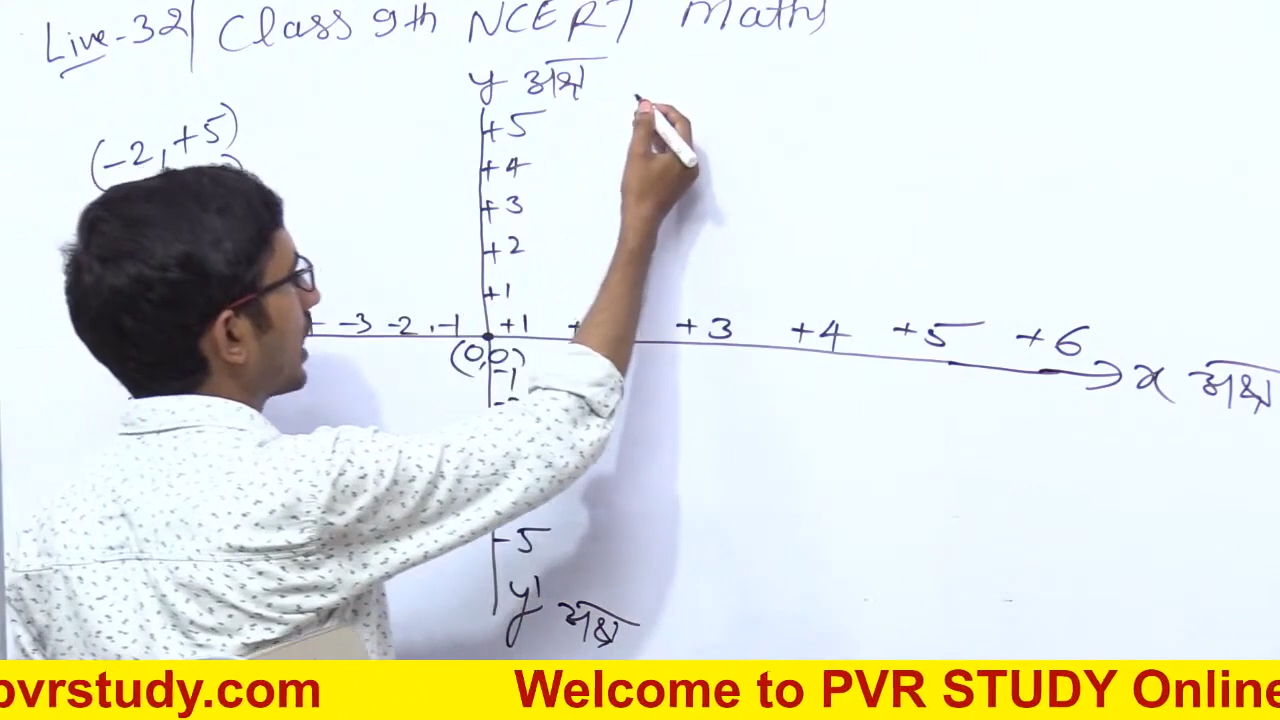 Live-32| Class 9th NCERT Maths
y अक्ष
(-2, +5)
+5
+4
+3
+2
+1
-3 -2 -1 +1 +3 +4 +5 +6
(0,0)
x अक्ष
-1
-5
y' अक्ष
pvrstudy.com Welcome to PVR STUDY Online